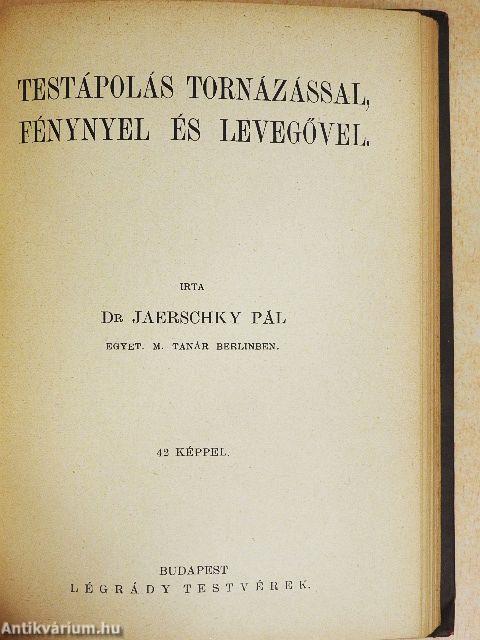 TESTÁPOLÁS TORNÁZÁSSAL,
FÉNYNYEL ÉS LEVEGŐVEL.
IRTA
DR JAERSCHKY PÁL
EGYET. M. TANÁR BERLINBEN.
42 KÉPPEL.
BUDAPEST
LÉGRÁDY TESTVÉREK.
Antikvárium.hu